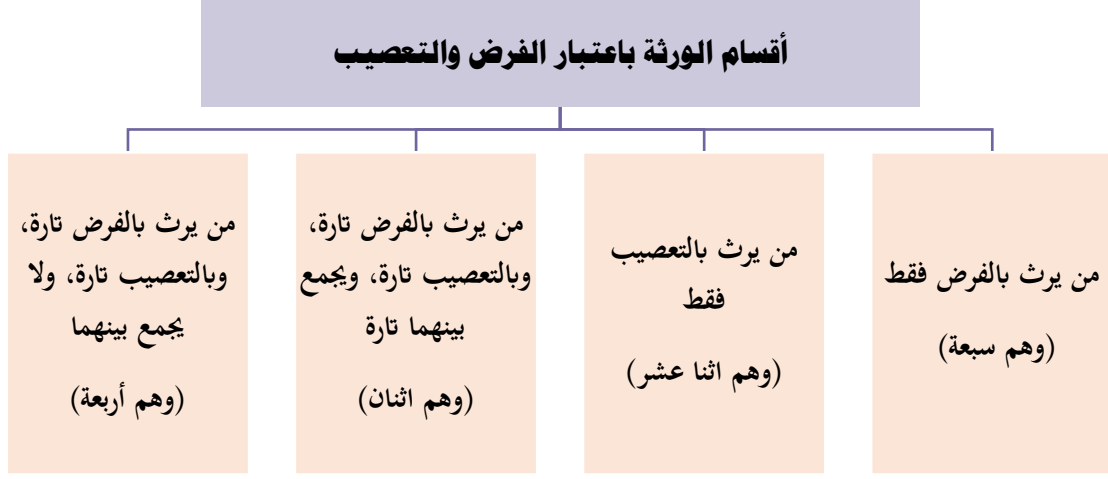 أقسام الورثة باعتبار الفرض والتعصيب
من يرث بالفرض فقط
(وهم سبعة)
من يرث بالتعصيب
فقط
(وهم اثنا عشر)
من يرث بالفرض تارة،
وبالتعصيب تارة، ويجمع
بينهما تارة
(وهم اثنان)
من يرث بالفرض تارة،
وبالتعصيب تارة، ولا
يجمع بينهما
(وهم أربعة)